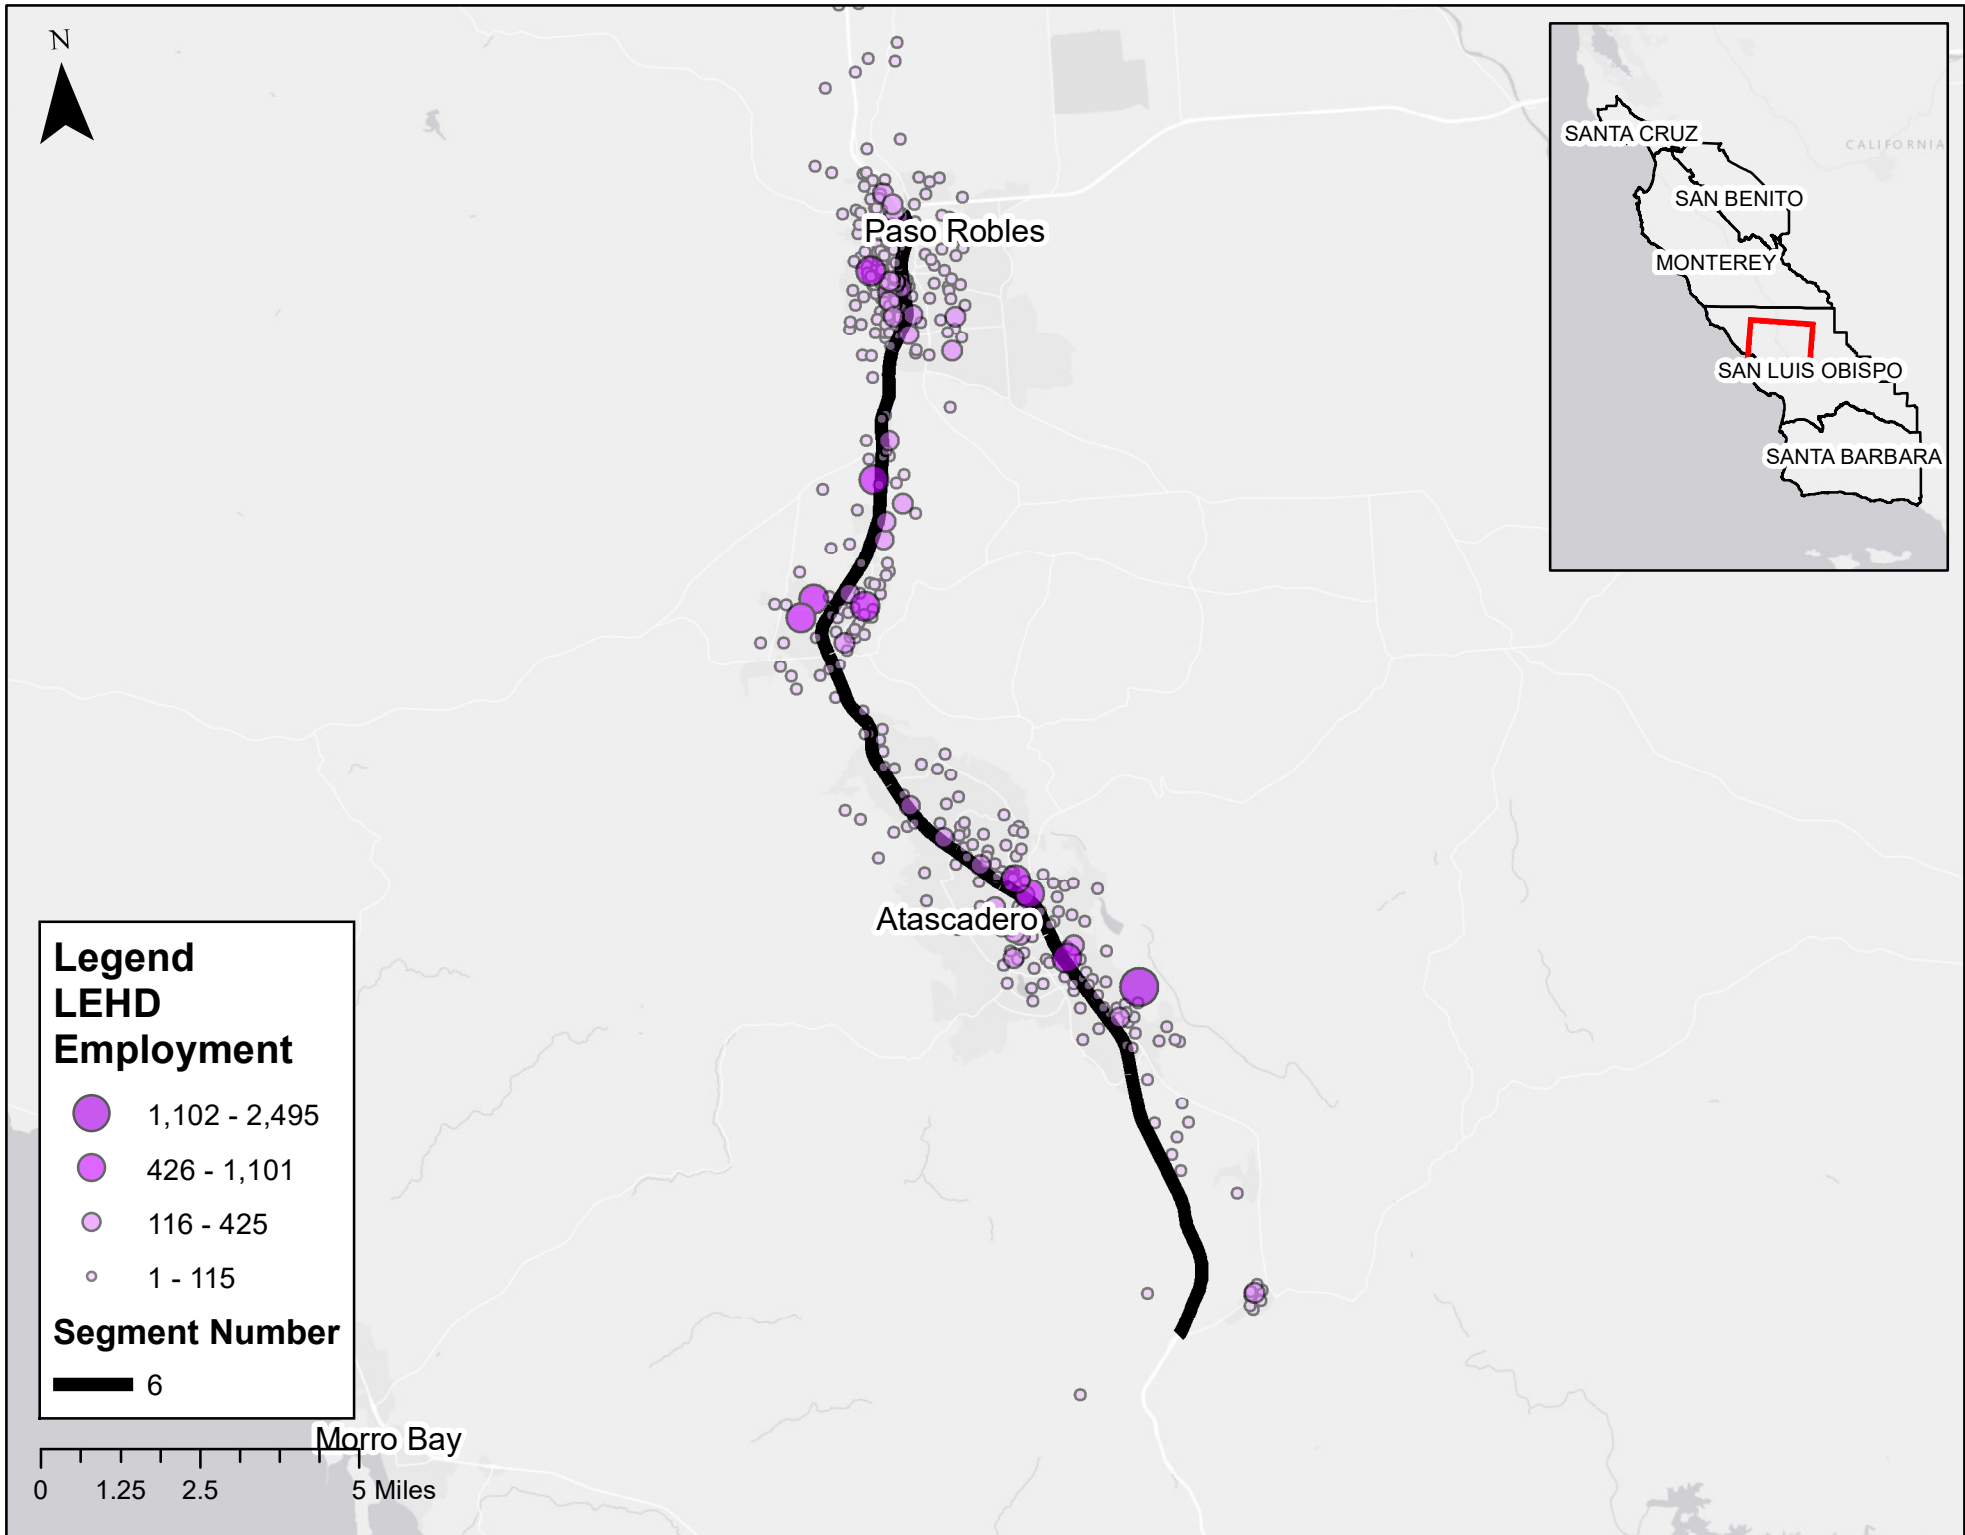 N
SANTA CRUZ
CALIFORNIA
SAN BENITO
MONTEREY
SAN LUIS OBISPO
SANTA BARBARA
Paso Robles
Atascadero
Legend
LEHD
Employment
1,102 - 2,495
426 - 1,101
116 - 425
1 - 115
Segment Number
6
Morro Bay
0 1.25 2.5 5 Miles